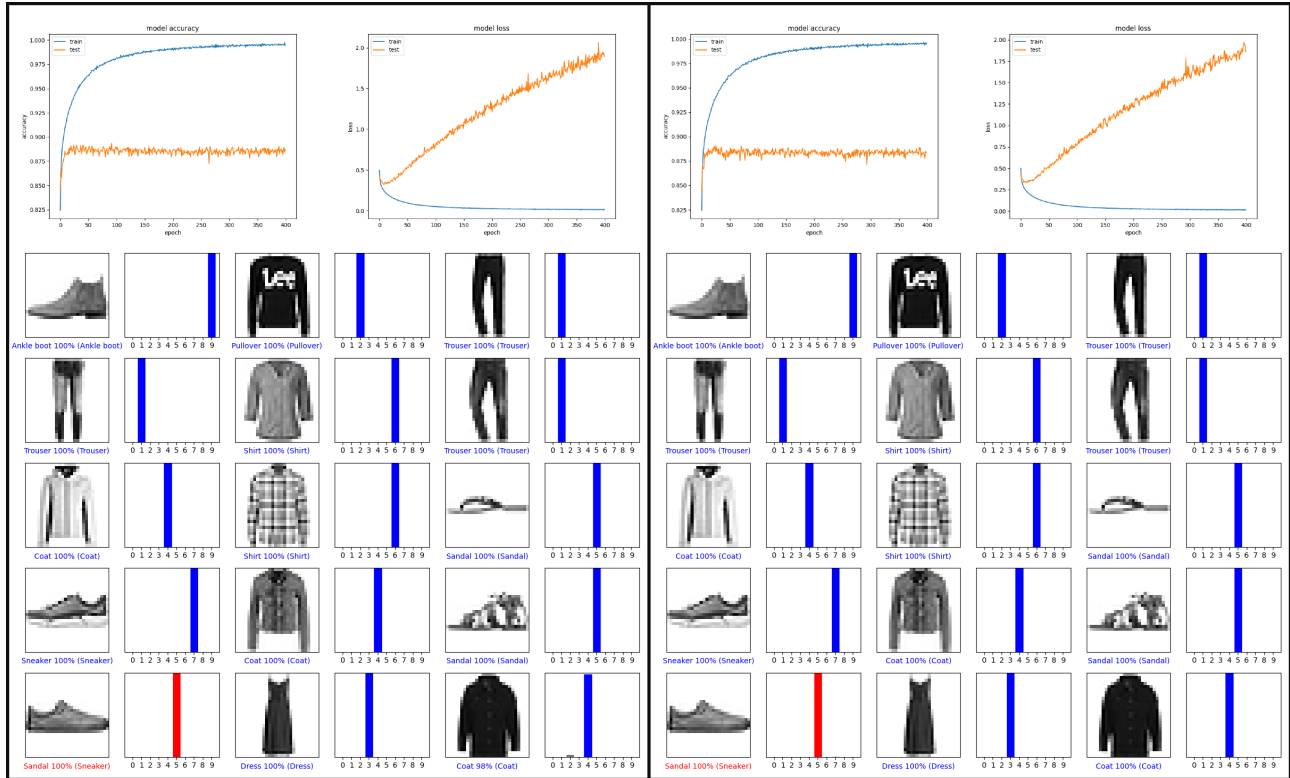 model accuracy
train
test
1.000
0.975
0.950
0.925
0.900
0.875
0.850
0.825
accuracy
0 50 100 150 200 250 300 350 400
epoch
model loss
train
test
2.0
1.5
1.0
0.5
0.0
loss
0 50 100 150 200 250 300 350 400
epoch
Lee
Ankle boot 100% (Ankle boot)
0 1 2 3 4 5 6 7 8 9
Pullover 100% (Pullover)
0 1 2 3 4 5 6 7 8 9
Trouser 100% (Trouser)
0 1 2 3 4 5 6 7 8 9
Trouser 100% (Trouser)
0 1 2 3 4 5 6 7 8 9
Shirt 100% (Shirt)
0 1 2 3 4 5 6 7 8 9
Trouser 100% (Trouser)
0 1 2 3 4 5 6 7 8 9
Coat 100% (Coat)
0 1 2 3 4 5 6 7 8 9
Shirt 100% (Shirt)
0 1 2 3 4 5 6 7 8 9
Sandal 100% (Sandal)
0 1 2 3 4 5 6 7 8 9
Sneaker 100% (Sneaker)
0 1 2 3 4 5 6 7 8 9
Coat 100% (Coat)
0 1 2 3 4 5 6 7 8 9
Sandal 100% (Sandal)
0 1 2 3 4 5 6 7 8 9
Sandal 100% (Sneaker)
0 1 2 3 4 5 6 7 8 9
Dress 100% (Dress)
0 1 2 3 4 5 6 7 8 9
Coat 98% (Coat)
0 1 2 3 4 5 6 7 8 9
model accuracy
train
test
1.000
0.975
0.950
0.925
0.900
0.875
0.850
0.825
accuracy
0 50 100 150 200 250 300 350 400
epoch
model loss
train
test
2.00
1.75
1.50
1.25
1.00
0.75
0.50
0.25
0.00
loss
0 50 100 150 200 250 300 350 400
epoch
Lee
Ankle boot 100% (Ankle boot)
0 1 2 3 4 5 6 7 8 9
Pullover 100% (Pullover)
0 1 2 3 4 5 6 7 8 9
Trouser 100% (Trouser)
0 1 2 3 4 5 6 7 8 9
Trouser 100% (Trouser)
0 1 2 3 4 5 6 7 8 9
Shirt 100% (Shirt)
0 1 2 3 4 5 6 7 8 9
Trouser 100% (Trouser)
0 1 2 3 4 5 6 7 8 9
Coat 100% (Coat)
0 1 2 3 4 5 6 7 8 9
Shirt 100% (Shirt)
0 1 2 3 4 5 6 7 8 9
Sandal 100% (Sandal)
0 1 2 3 4 5 6 7 8 9
Sneaker 100% (Sneaker)
0 1 2 3 4 5 6 7 8 9
Coat 100% (Coat)
0 1 2 3 4 5 6 7 8 9
Sandal 100% (Sandal)
0 1 2 3 4 5 6 7 8 9
Sandal 100% (Sneaker)
0 1 2 3 4 5 6 7 8 9
Dress 100% (Dress)
0 1 2 3 4 5 6 7 8 9
Coat 100% (Coat)
0 1 2 3 4 5 6 7 8 9